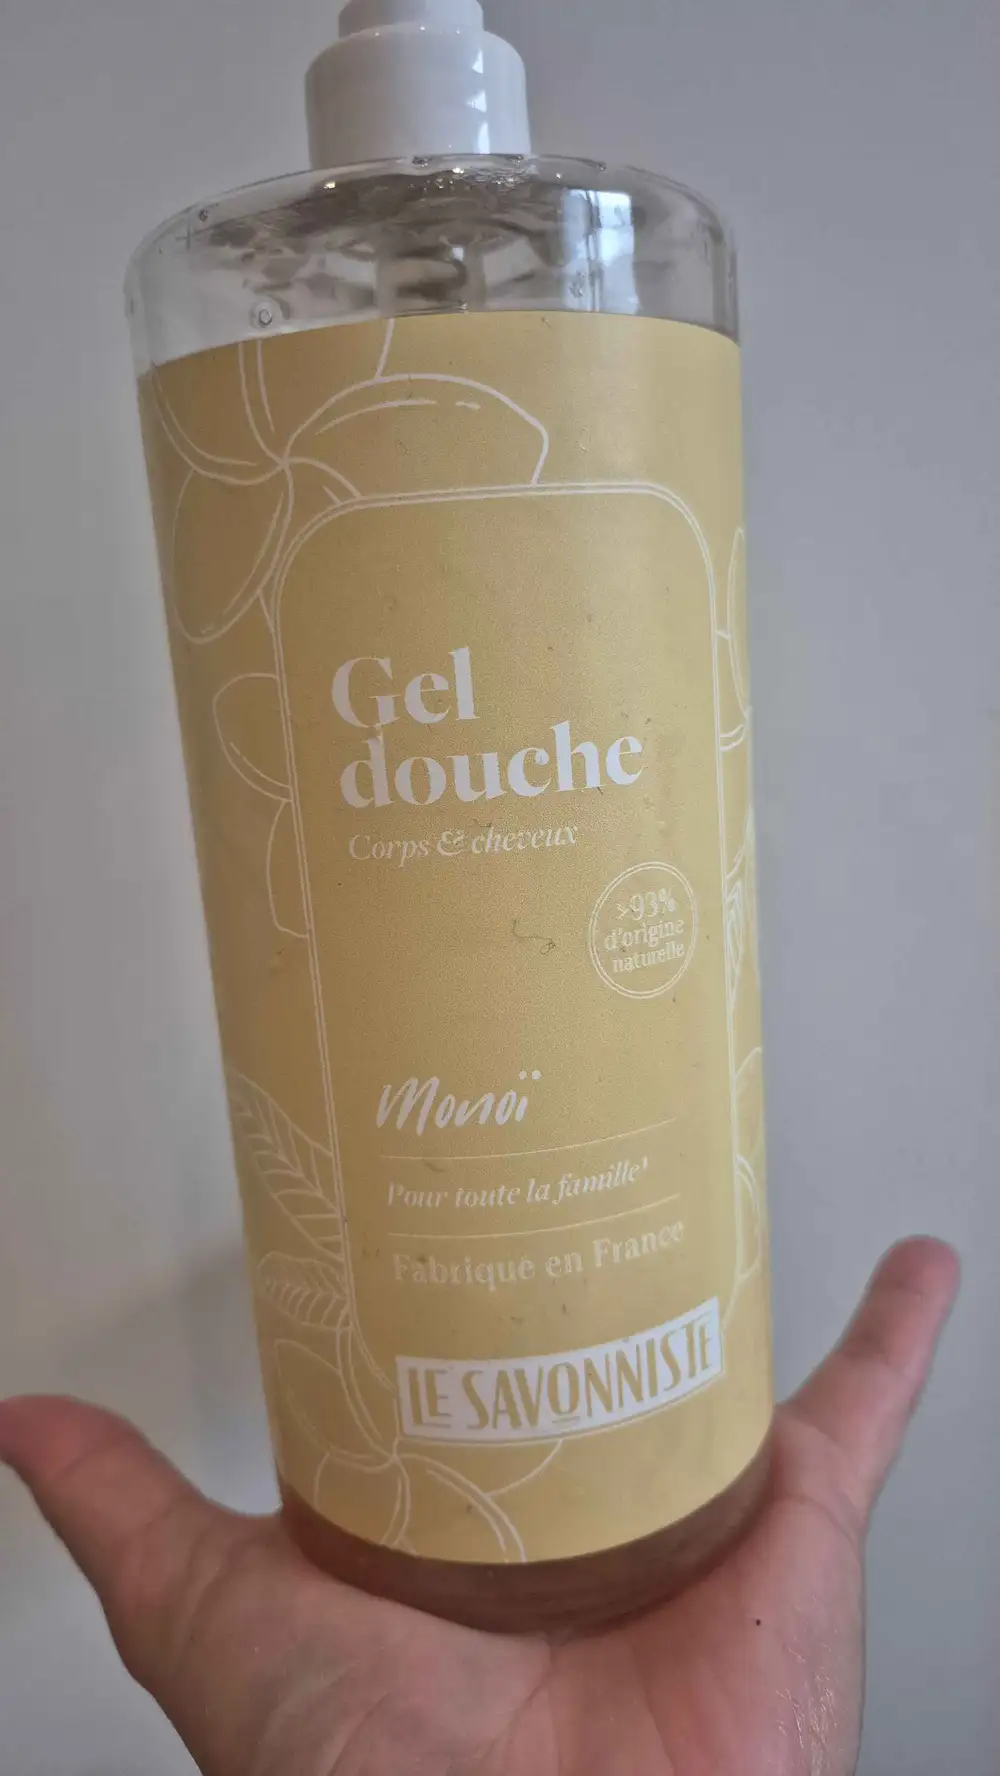 Gel
douche
Corps & cheveux
>93%
d'origine
naturelle
Monoï
Pour toute la famille¹
Fabriqué en France
LE SAVONNISTE